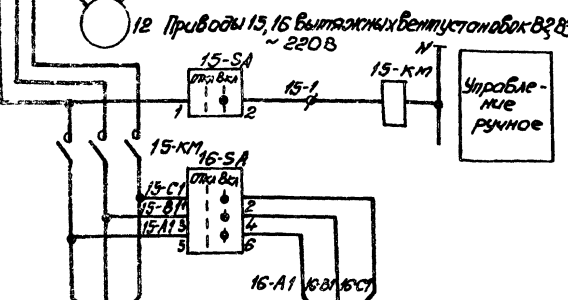 12 Приводы 15,16 вытяжных вентустановок В2, В3
~ 220 В
15-SA
N
15-КМ
Откл Вкл
1
2
15-1
Управле-
ние
ручное
15-КМ
16-SA
Откл Вкл
15-С1
1
2
15-В1
3
4
15-А1
5
6
16-А1
16-В1
16-С1